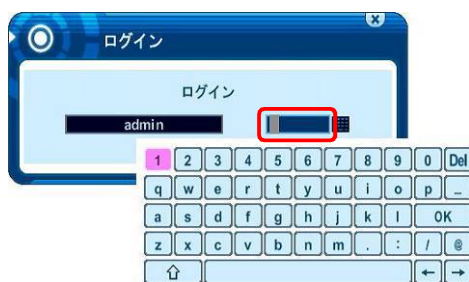 ログイン
ログイン
admin
1 2 3 4 5 6 7 8 9 0 Del
q w e r t y u i o p _
a s d f g h j k l OK
z x c v b n m . : / @